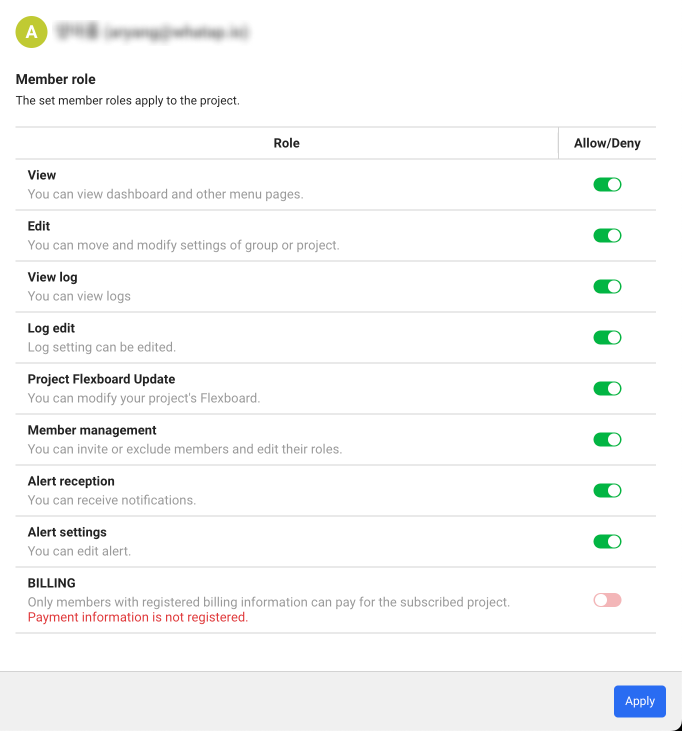 A
Member role
The set member roles apply to the project.
Role Allow/Deny
View
You can view dashboard and other menu pages.
Edit
You can move and modify settings of group or project.
View log
You can view logs
Log edit
Log setting can be edited.
Project Flexboard Update
You can modify your project's Flexboard.
Member management
You can invite or exclude members and edit their roles.
Alert reception
You can receive notifications.
Alert settings
You can edit alert.
BILLING
Only members with registered billing information can pay for the subscribed project.
Payment information is not registered.
Apply